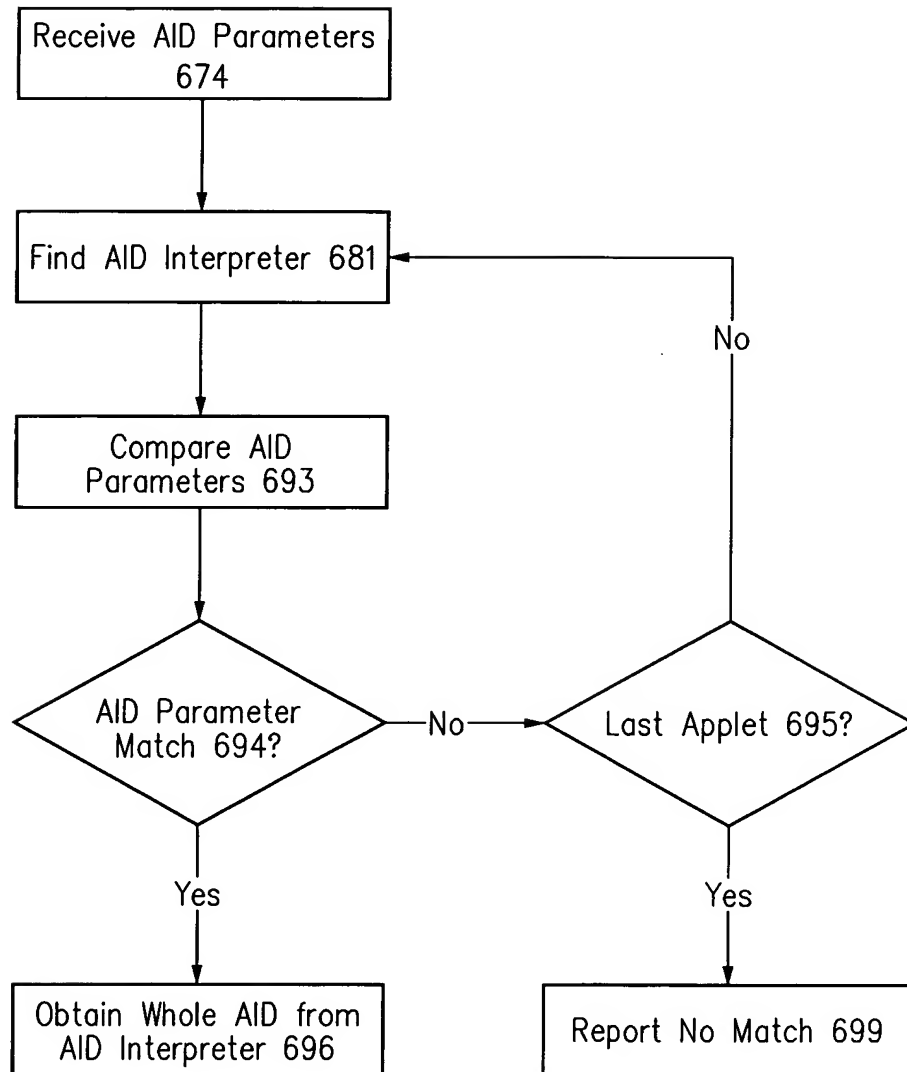 Receive AID Parameters
674
Find AID Interpreter 681
No
Compare AID
Parameters 693
AID Parameter
Match 694?
No
Last Applet 695?
Yes
Yes
Obtain Whole AID from
AID Interpreter 696
Report No Match 699